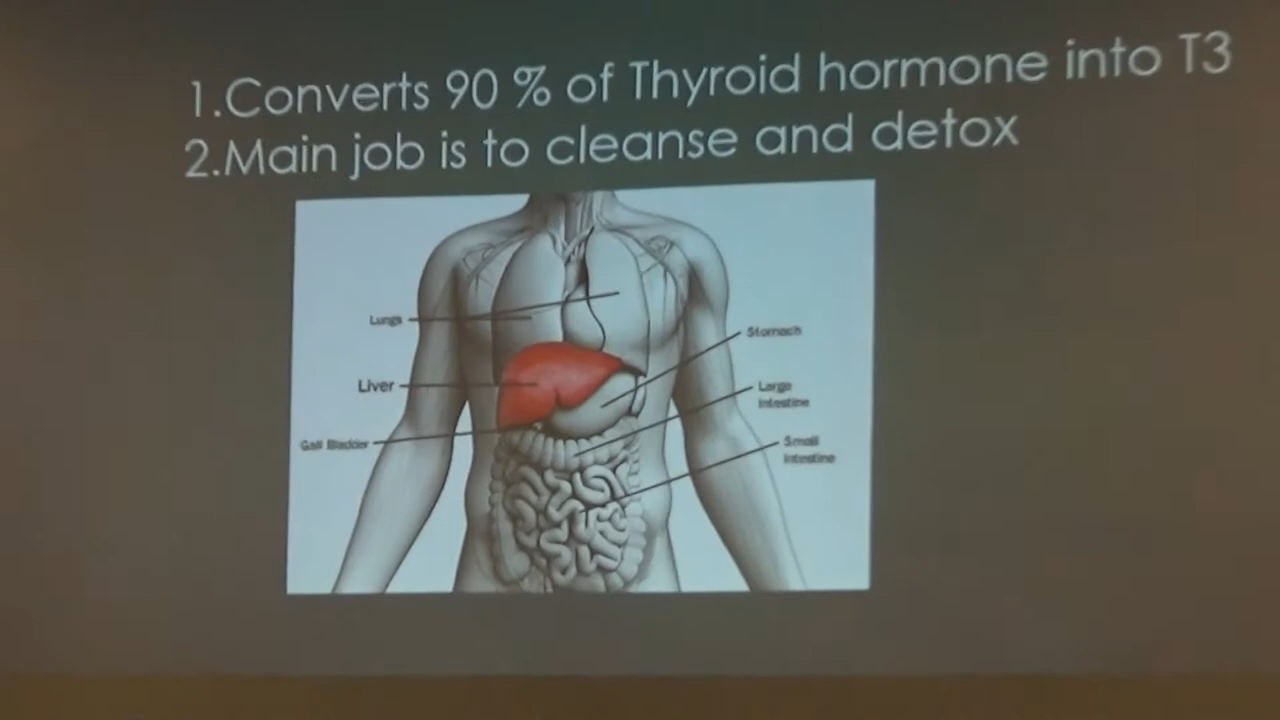 1.Converts 90 % of Thyroid hormone into T3
2.Main job is to cleanse and detox
Lungs
Stomach
Liver
Large
Intestine
Gall Bladder
Small
Intestine